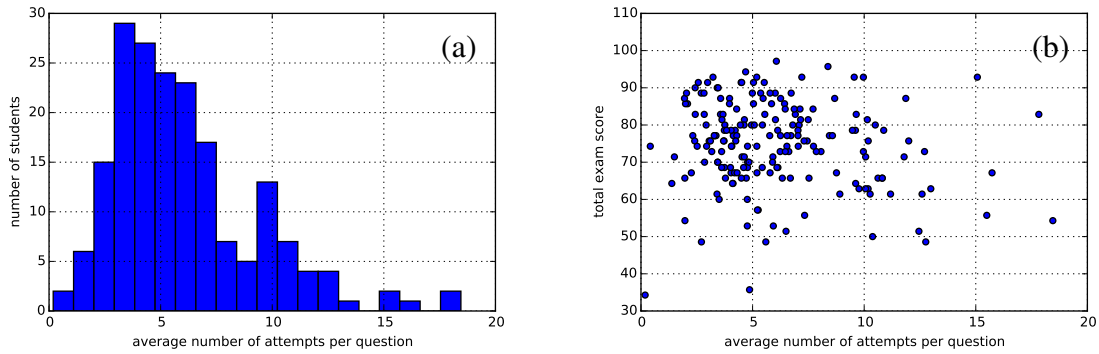 30
25
20
15
10
5
0
number of students
(a)
0 5 10 15 20
average number of attempts per question
110
100
90
80
70
60
50
40
30
total exam score
(b)
0 5 10 15 20
average number of attempts per question